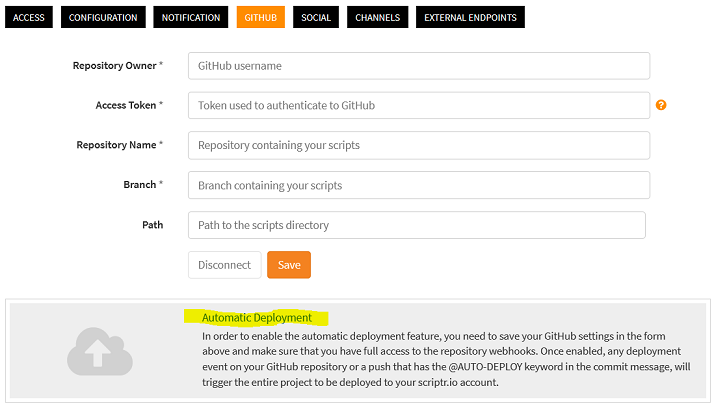 ACCESS CONFIGURATION NOTIFICATION GITHUB SOCIAL CHANNELS EXTERNAL ENDPOINTS
Repository Owner * GitHub username
Access Token * Token used to authenticate to GitHub ?
Repository Name * Repository containing your scripts
Branch * Branch containing your scripts
Path Path to the scripts directory
Disconnect Save
Automatic Deployment
In order to enable the automatic deployment feature, you need to save your GitHub settings in the form
above and make sure that you have full access to the repository webhooks. Once enabled, any deployment
event on your GitHub repository or a push that has the @AUTO-DEPLOY keyword in the commit message, will
trigger the entire project to be deployed to your scriptr.io account.